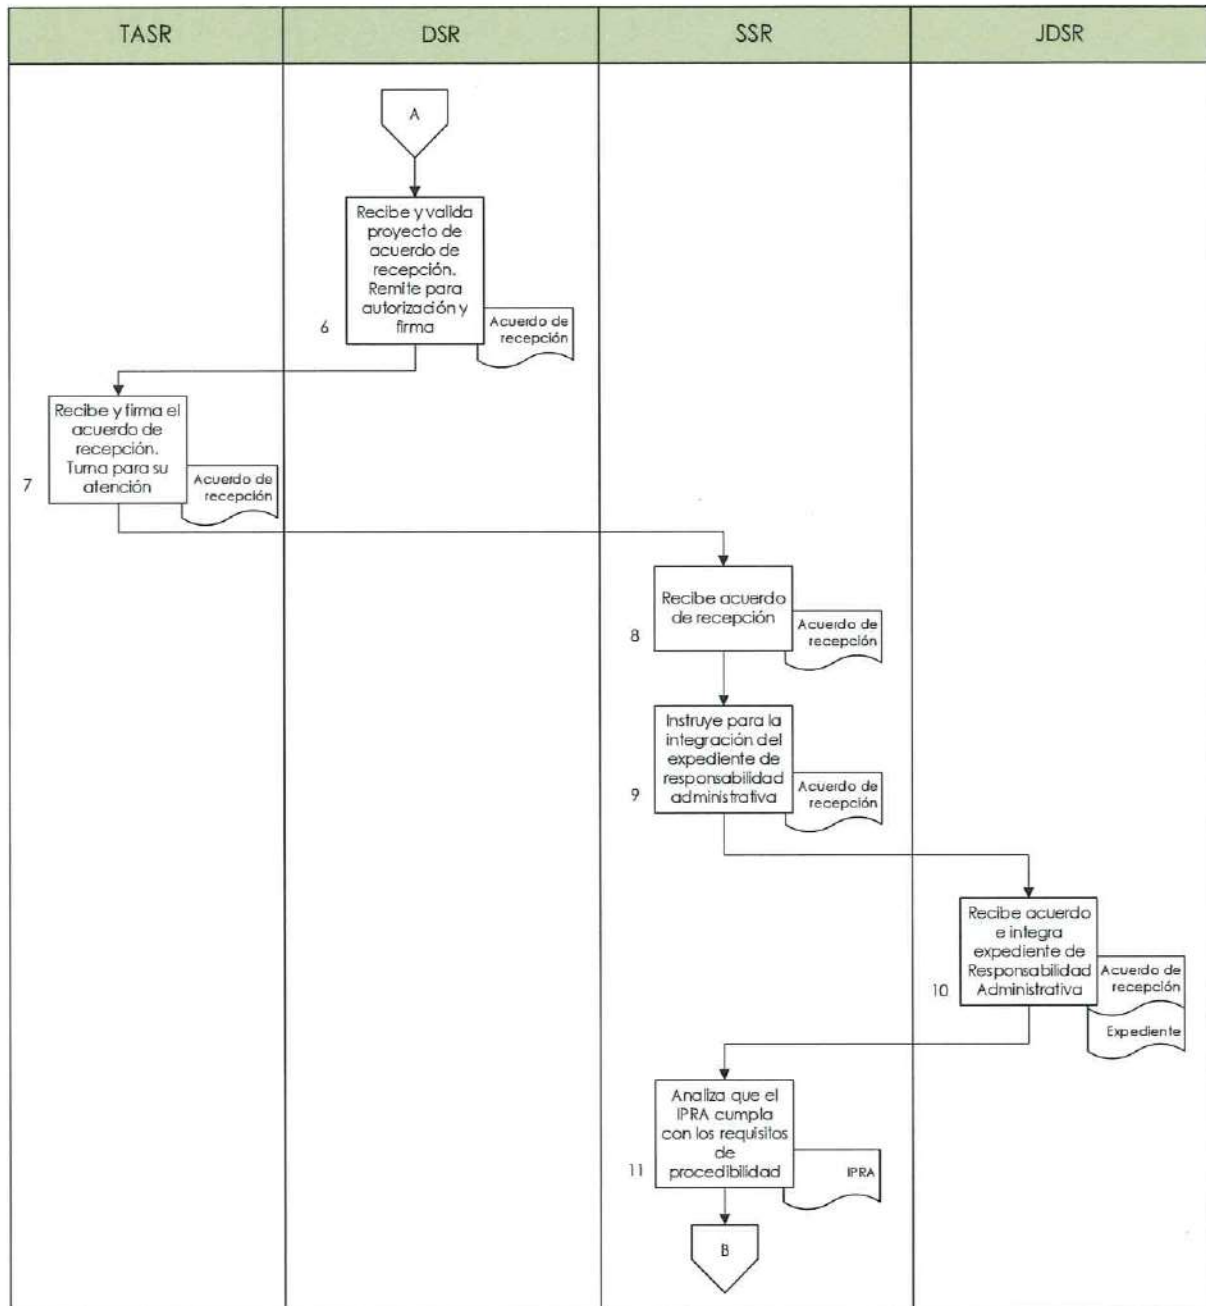 TASR
DSR
SSR
JDSR
A
Recibe y valida
proyecto de
acuerdo de
recepción.
Remite para
autorización y
firma
6
Acuerdo de
recepción
Recibe y firma el
acuerdo de
recepción.
Turna para su
atención
7
Acuerdo de
recepción
Recibe acuerdo
de recepción
8
Acuerdo de
recepción
Instruye para la
integración del
expediente de
responsabilidad
administrativa
9
Acuerdo de
recepción
Recibe acuerdo
e integra
expediente de
Responsabilidad
Administrativa
10
Acuerdo de
recepción
Expediente
Analiza que el
IPRA cumpla
con los requisitos
de
procedibilidad
11
IPRA
B